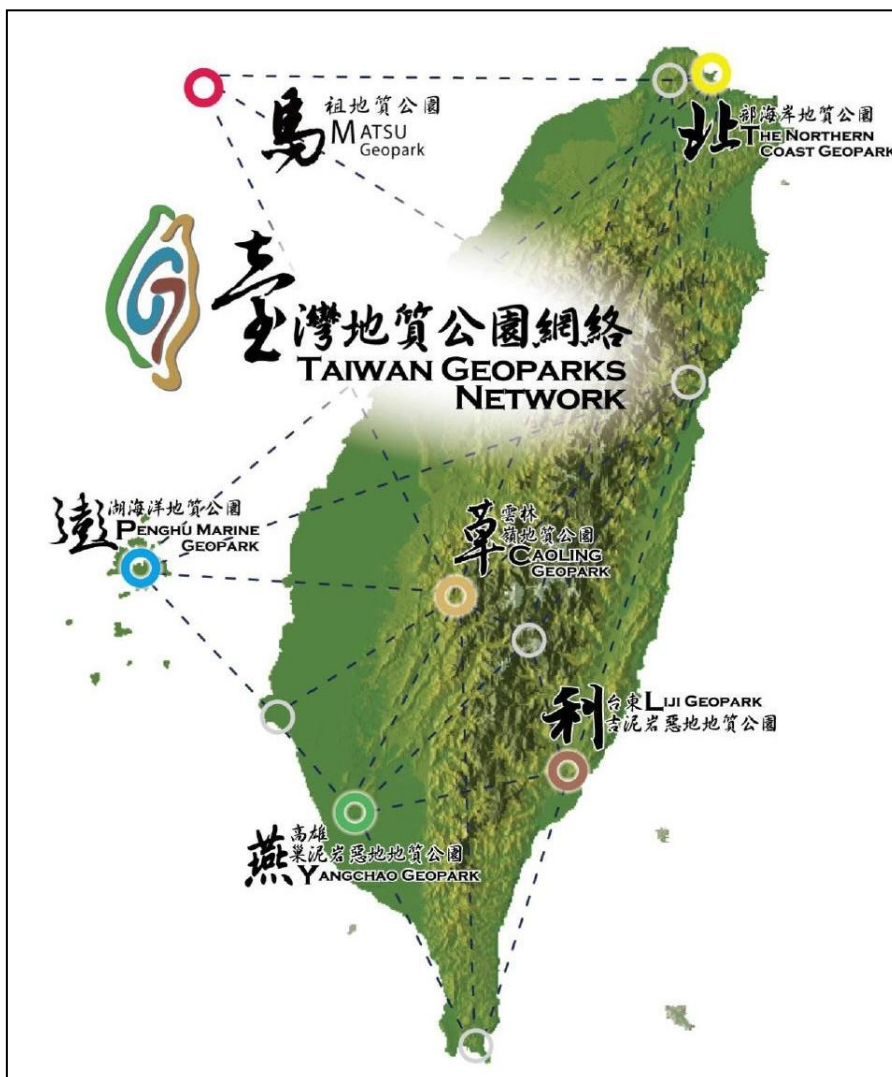 馬祖地質公園
MATSU
Geopark
北部海岸地質公園
THE NORTHERN
COAST GEOPARK
臺灣地質公園網絡
TAIWAN GEOPARKS
NETWORK
澎湖海洋地質公園
PENGHU MARINE
GEOPARK
雲林
草嶺地質公園
CAOLING
GEOPARK
台東LIJI GEOPARK
利吉泥岩惡地地質公園
高雄
燕巢泥岩惡地地質公園
YANGCHAO GEOPARK